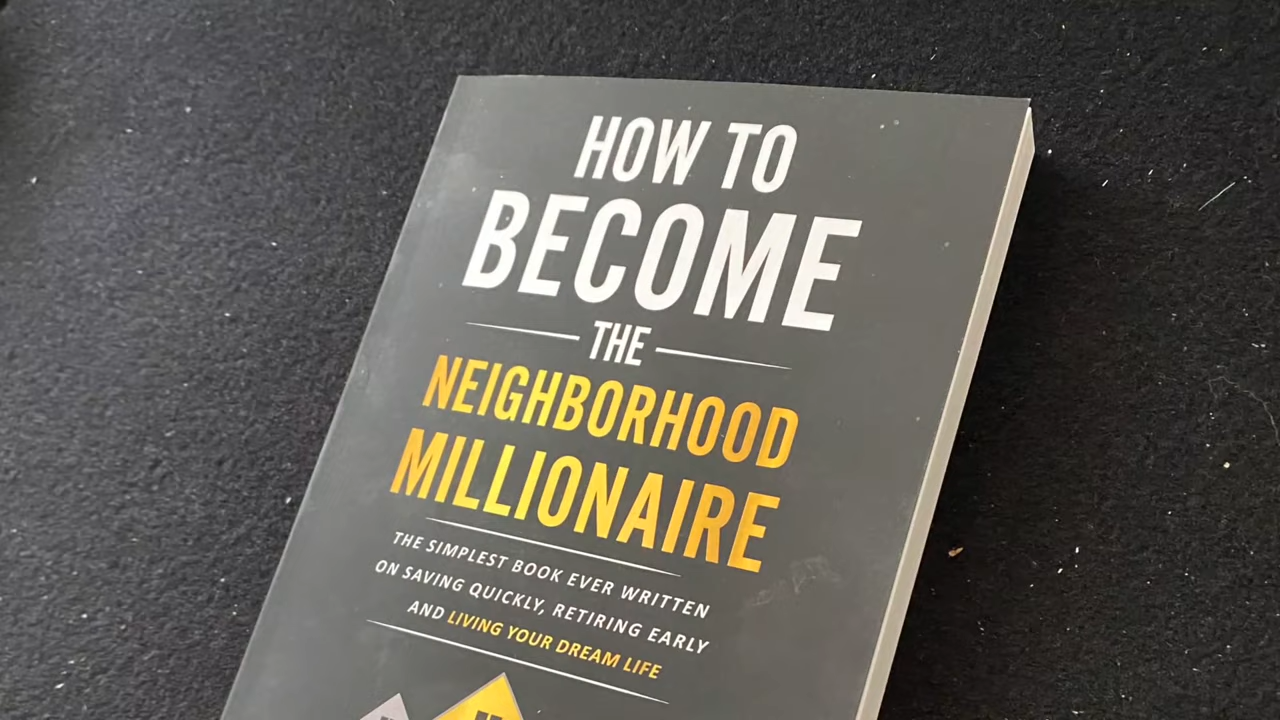 HOW TO
BECOME
THE
NEIGHBORHOOD
MILLIONAIRE
THE SIMPLEST BOOK EVER WRITTEN
ON SAVING QUICKLY, RETIRING EARLY
AND LIVING YOUR DREAM LIFE